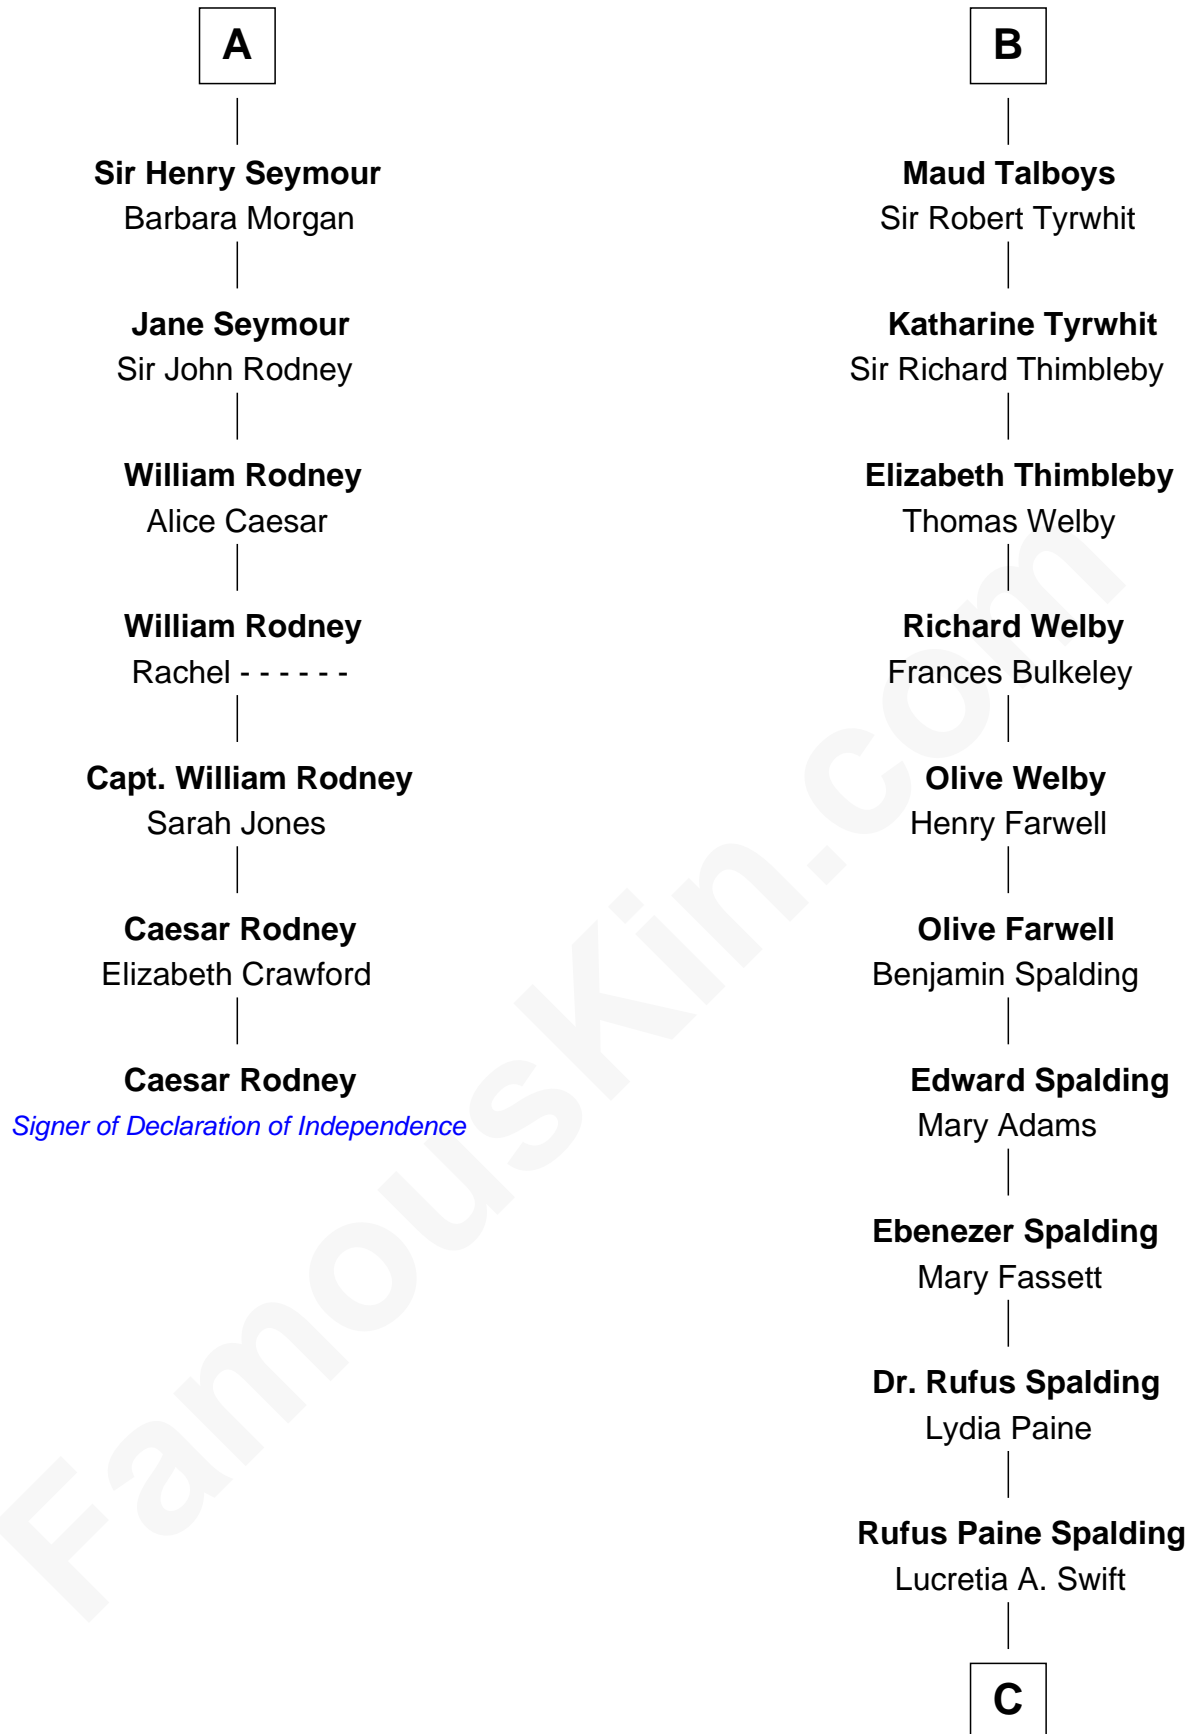 A
Sir Henry Seymour
Barbara Morgan
Jane Seymour
Sir John Rodney
William Rodney
Alice Caesar
William Rodney
Rachel - - - - - -
Capt. William Rodney
Sarah Jones
Caesar Rodney
Elizabeth Crawford
Caesar Rodney
Signer of Declaration of Independence
B
Maud Talboys
Sir Robert Tyrwhit
Katharine Tyrwhit
Sir Richard Thimbleby
Elizabeth Thimbleby
Thomas Welby
Richard Welby
Frances Bulkeley
Olive Welby
Henry Farwell
Olive Farwell
Benjamin Spalding
Edward Spalding
Mary Adams
Ebenezer Spalding
Mary Fassett
Dr. Rufus Spalding
Lydia Paine
Rufus Paine Spalding
Lucretia A. Swift
C
FamousKin.com